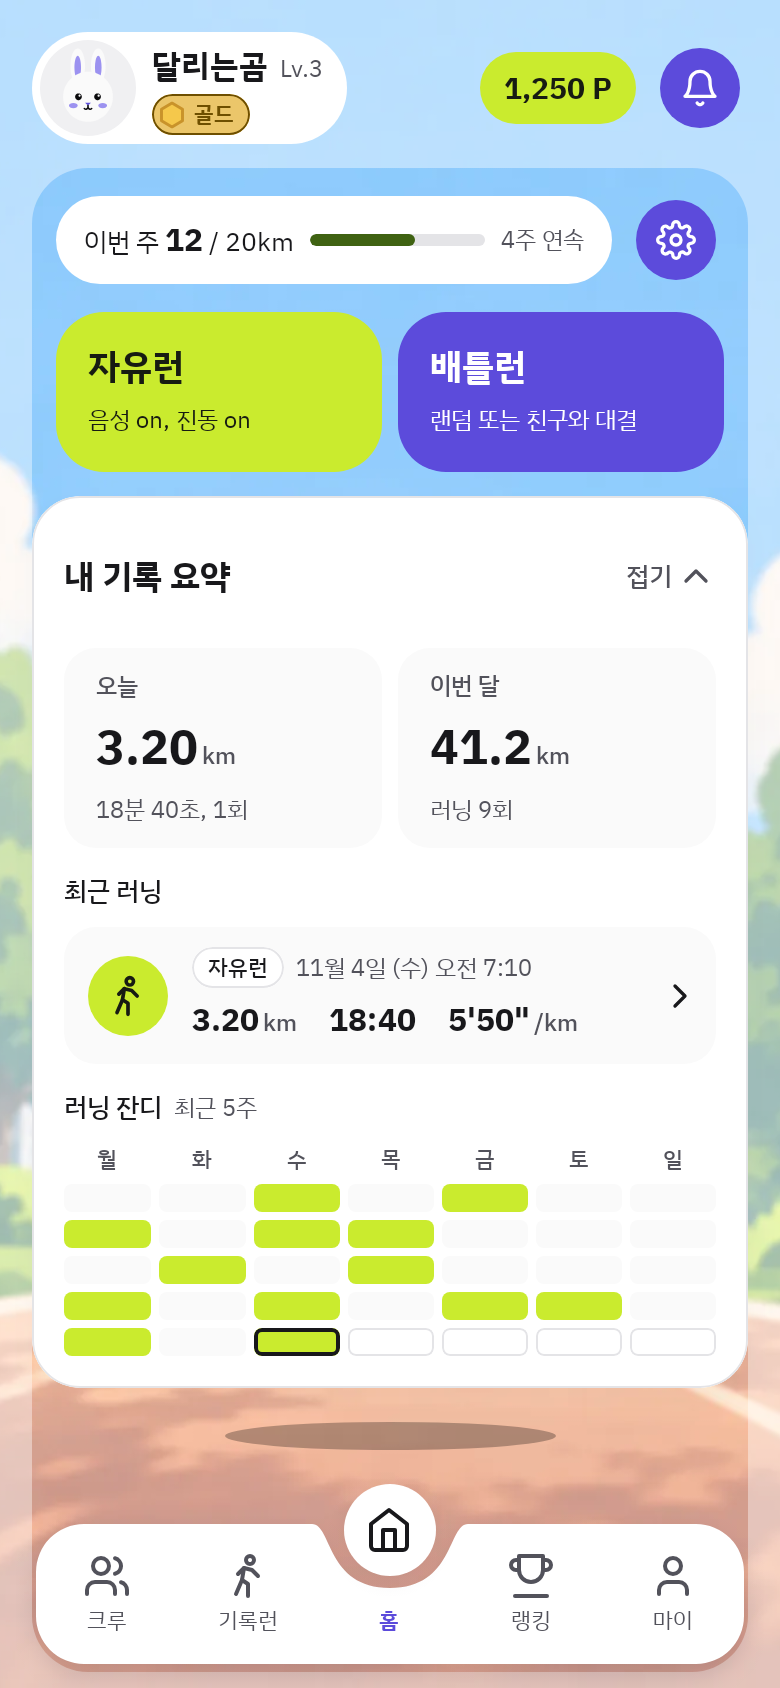 달리는곰 Lv.3
골드
1,250 P
이번 주 12 / 20km 4주 연속
자유런
음성 on, 진동 on
배틀런
랜덤 또는 친구와 대결
내 기록 요약 접기
오늘
3.20 km
18분 40초, 1회
이번 달
41.2 km
러닝 9회
최근 러닝
자유런 11월 4일 (수) 오전 7:10
3.20 km 18:40 5'50" /km
러닝 잔디 최근 5주
월 화 수 목 금 토 일
크루 기록런 홈 랭킹 마이